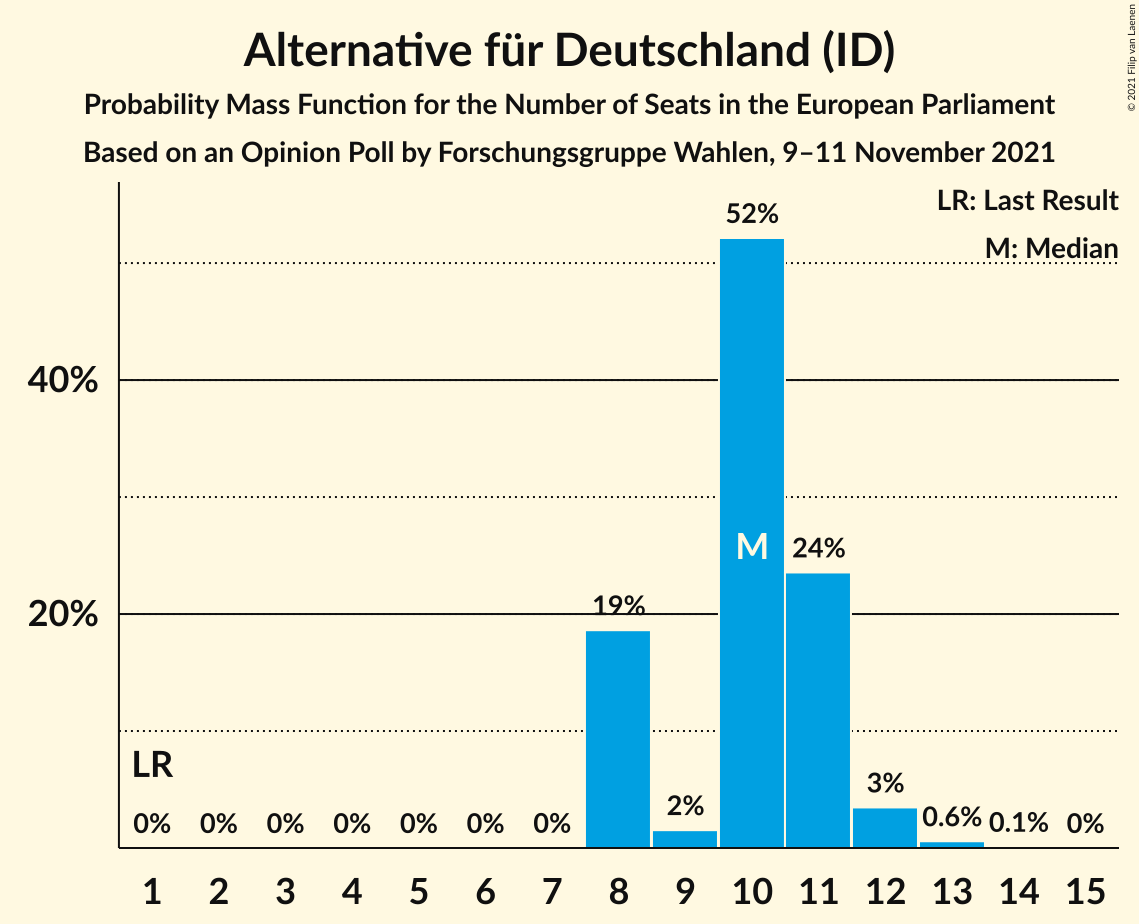 Alternative für Deutschland (ID)
Probability Mass Function for the Number of Seats in the European Parliament
Based on an Opinion Poll by Forschungsgruppe Wahlen, 9–11 November 2021
© 2021 Filip van Laenen
LR: Last Result
M: Median
52%
40%
M
24%
20%
19%
LR
0% 0% 0% 0% 0% 0% 0% 2% 3% 0.6% 0.1% 0%
1 2 3 4 5 6 7 8 9 10 11 12 13 14 15